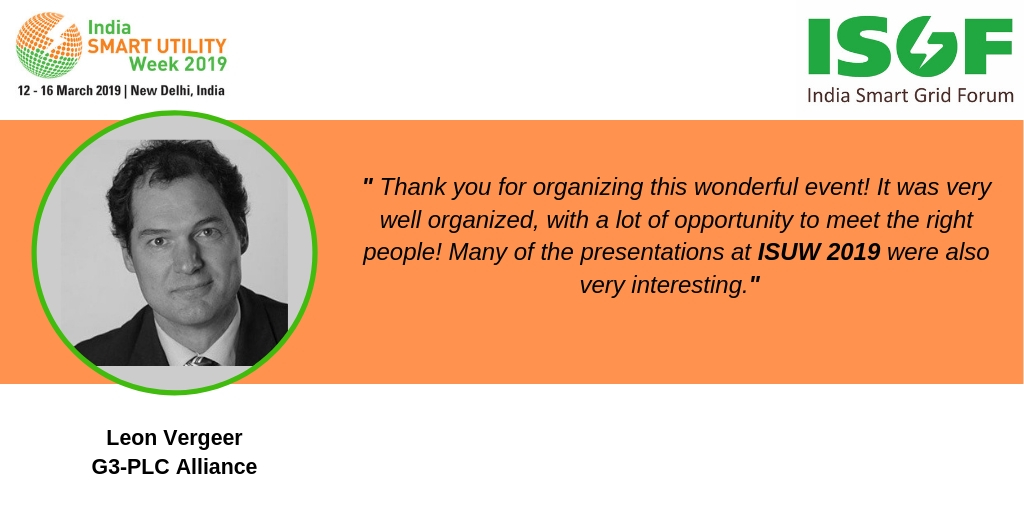 India
SMART UTILITY
Week 2019
12 - 16 March 2019 | New Delhi, India
ISGF
India Smart Grid Forum
" Thank you for organizing this wonderful event! It was very
well organized, with a lot of opportunity to meet the right
people! Many of the presentations at ISUW 2019 were also
very interesting."
Leon Vergeer
G3-PLC Alliance